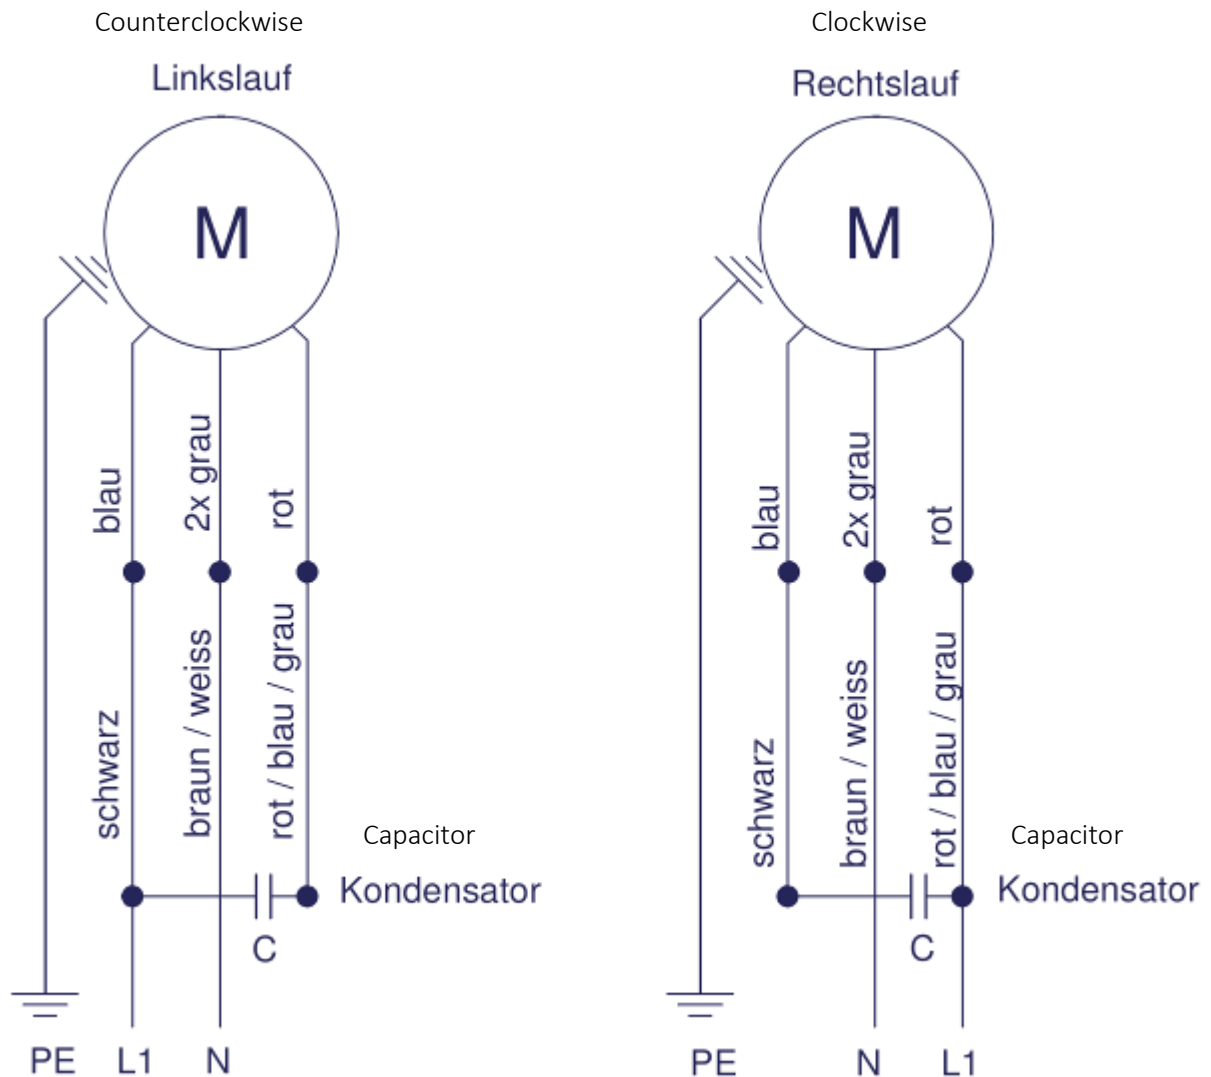 Counterclockwise
Linkslauf
M
blau
2x grau
rot
schwarz
braun / weiss
rot / blau / grau
Capacitor
Kondensator
C
PE
L1
N
Clockwise
Rechtslauf
M
blau
2x grau
rot
schwarz
braun / weiss
rot / blau / grau
Capacitor
Kondensator
C
PE
N
L1